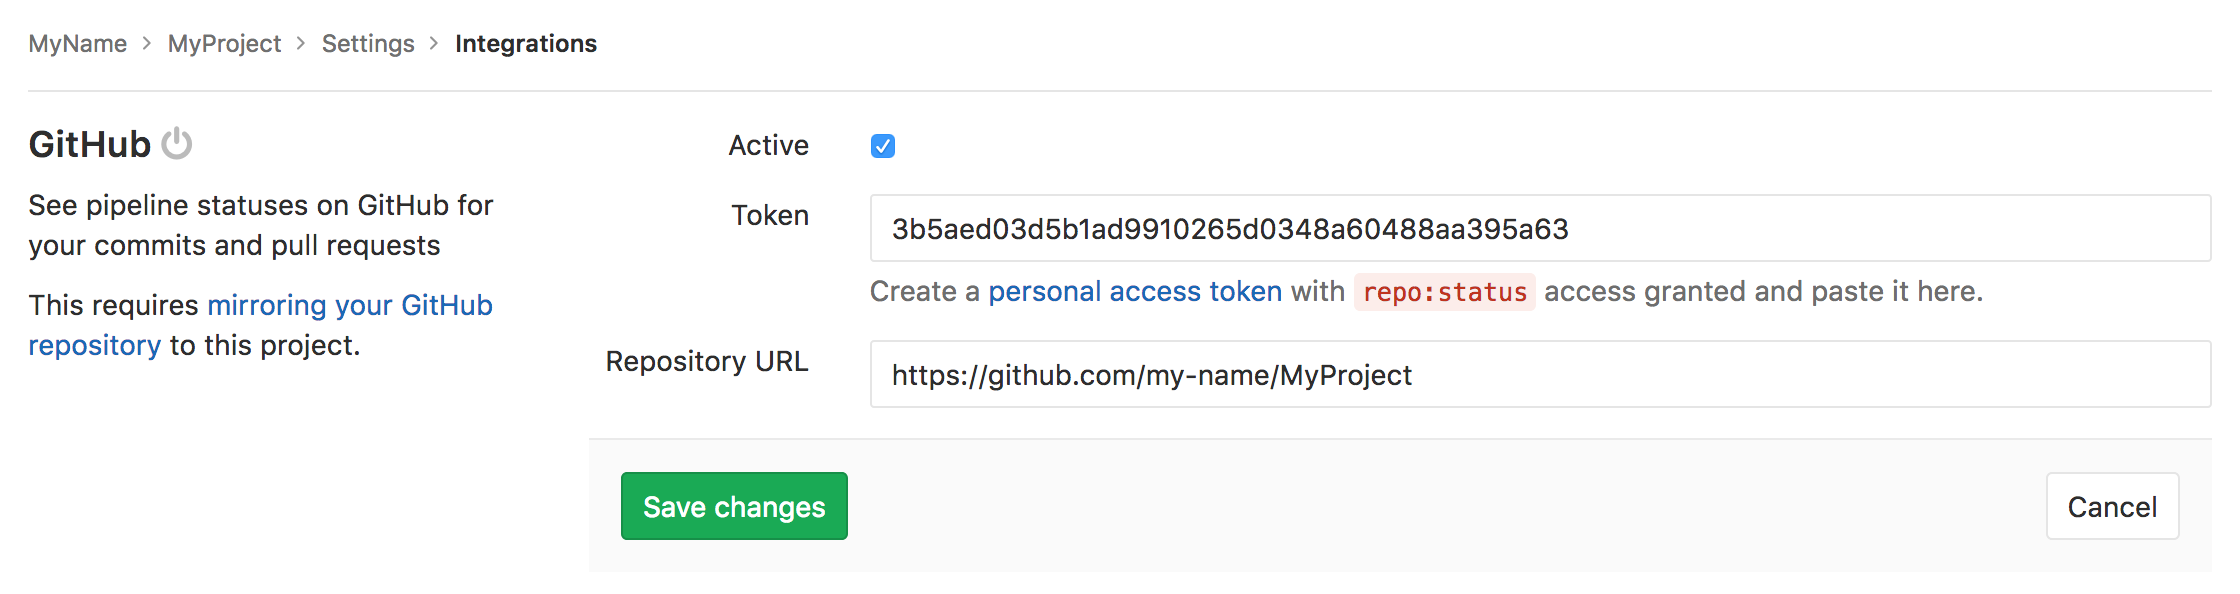 MyName > MyProject > Settings > Integrations
GitHub
See pipeline statuses on GitHub for
your commits and pull requests
This requires mirroring your GitHub
repository to this project.
Active
Token
3b5aed03d5b1ad9910265d0348a60488aa395a63
Create a personal access token with repo:status access granted and paste it here.
Repository URL
https://github.com/my-name/MyProject
Save changes
Cancel